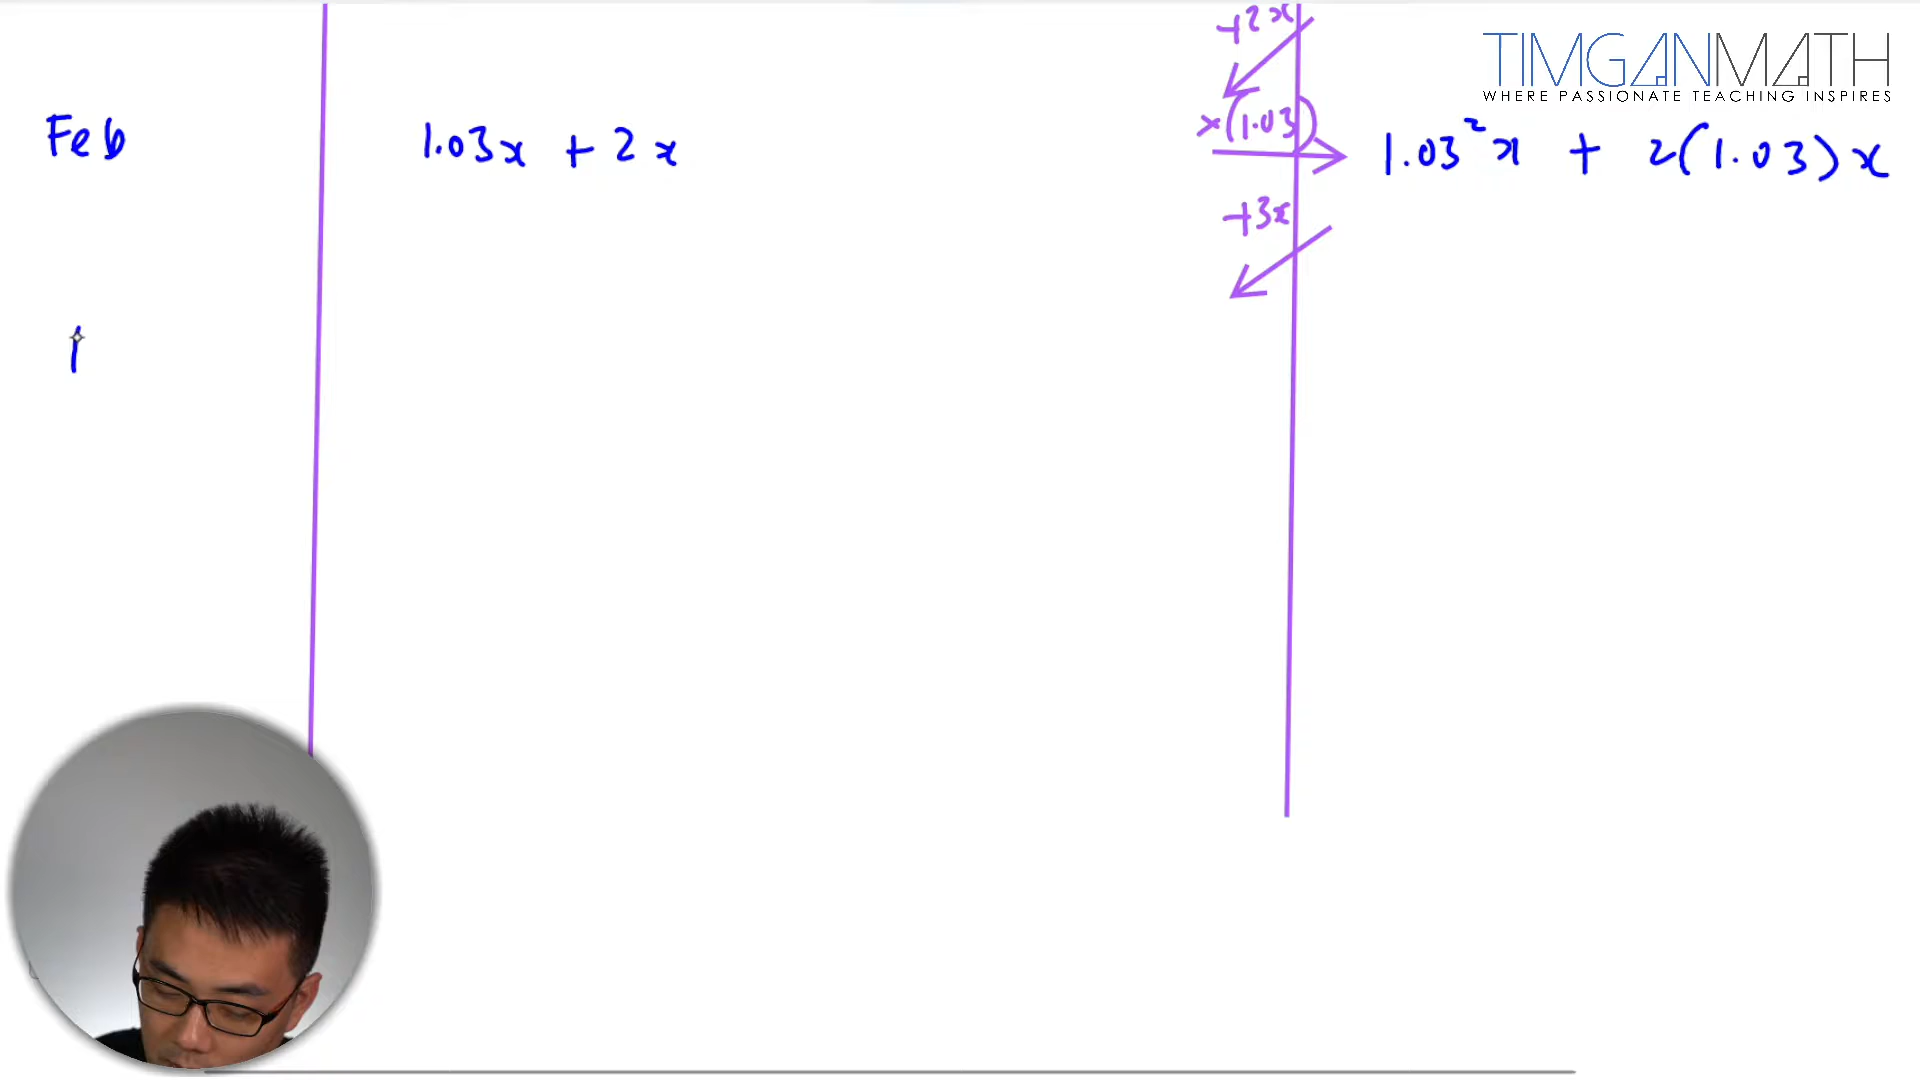 +2x
TIMGANMATH
WHERE PASSIONATE TEACHING INSPIRES
Feb 1.03x + 2x x(1.03) 1.03²x + 2(1.03)x
+3x